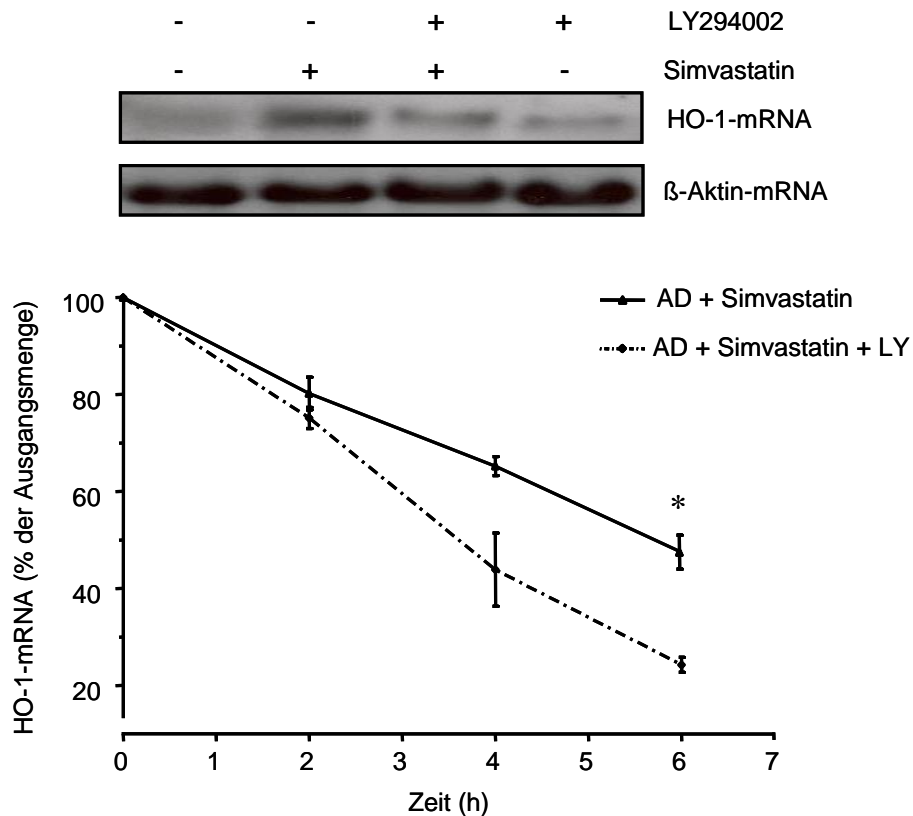 - - + + LY294002
- + + - Simvastatin
HO-1-mRNA
ß-Aktin-mRNA
AD + Simvastatin
AD + Simvastatin + LY
HO-1-mRNA (% der Ausgangsmenge)
100
80
60
*
40
20
0 1 2 3 4 5 6 7
Zeit (h)